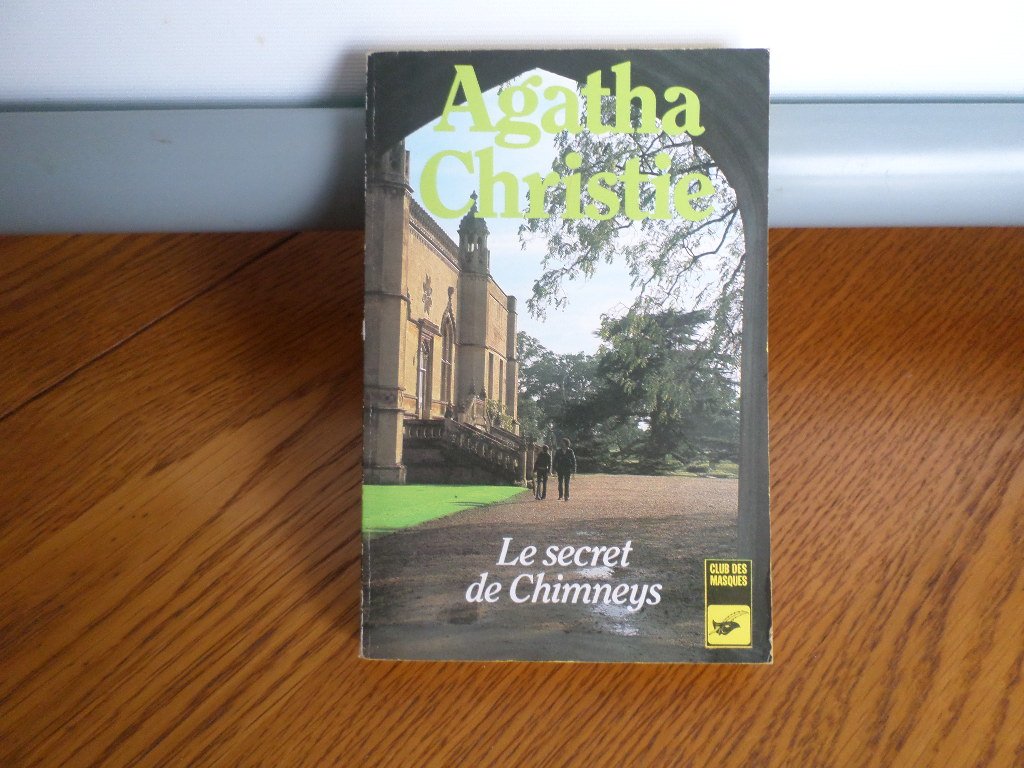 Agatha
Christie
Le secret
de Chimneys
CLUB DES
MASQUES